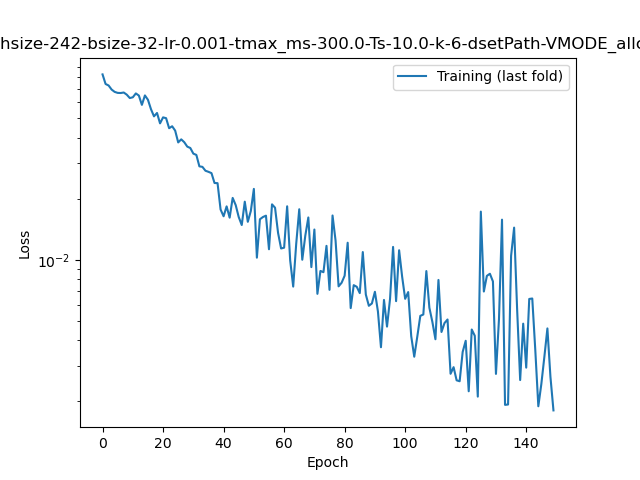 hsize-242-bsize-32-lr-0.001-tmax_ms-300.0-Ts-10.0-k-6-dsetPath-VMODE_allo
Training (last fold)
Loss
10⁻²
0 20 40 60 80 100 120 140
Epoch